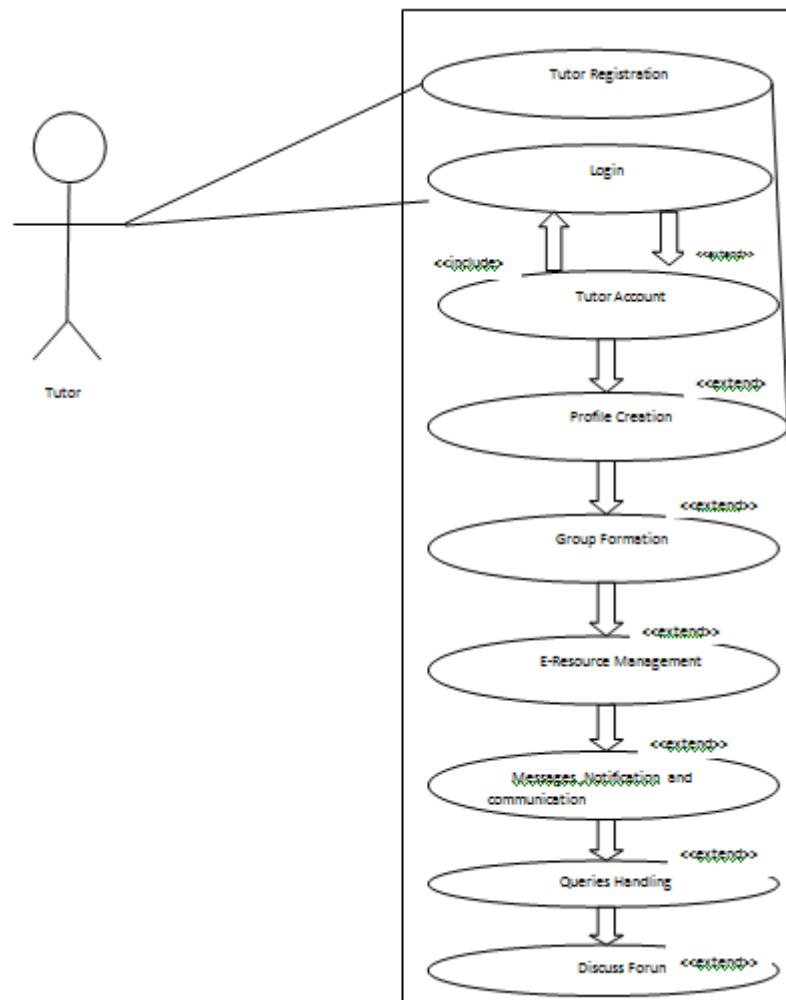 Tutor Registration
Login
<<include>
<<extend>>
Tutor Account
Tutor
<<extend>
Profile Creation
<<extend>>
Group Formation
<<extend>>
E-Resource Management
<<extend>>
Messages, Notification and
communication
<<extend>>
Queries Handling
Discuss Forun
<<extend>>